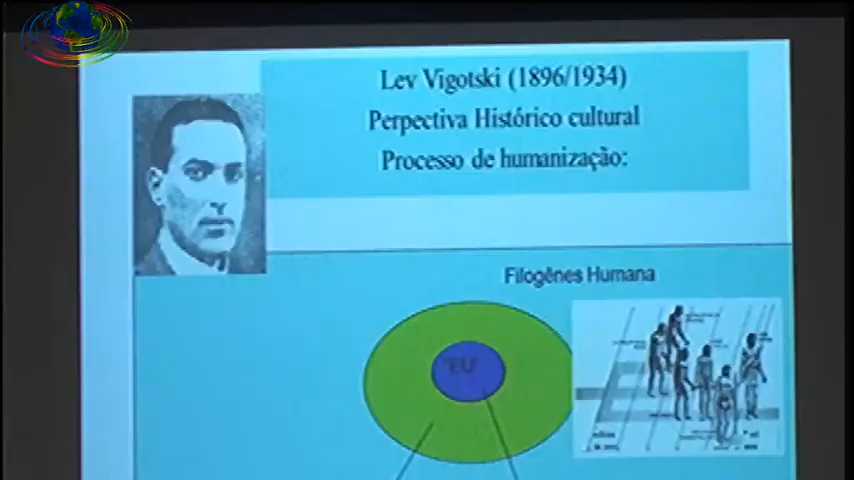 Lev Vigotski (1896/1934)
Perpectiva Histórico cultural
Processo de humanização:
Filogênes Humana
"EU"